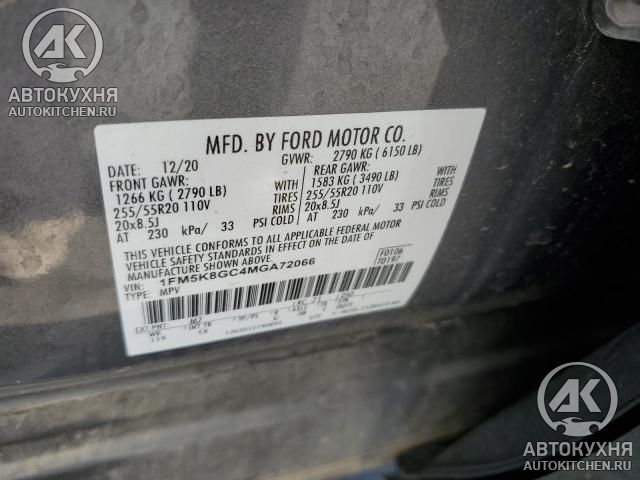 АК
АВТОКУХНЯ
AUTOKITCHEN.RU
MFD. BY FORD MOTOR CO.
DATE: 12/20 GVWR: 2790 KG ( 6150 LB)
FRONT GAWR: REAR GAWR:
1266 KG ( 2790 LB) WITH 1583 KG ( 3490 LB) WITH
255/55R20 110V TIRES 255/55R20 110V TIRES
20x8.5J RIMS 20x8.5J RIMS
AT 230 kPa/ 33 PSI COLD AT 230 kPa/ 33 PSI COLD
THIS VEHICLE CONFORMS TO ALL APPLICABLE FEDERAL MOTOR
VEHICLE SAFETY STANDARDS IN EFFECT ON THE DATE OF
MANUFACTURE SHOWN ABOVE.
VIN: 1FM5K8GC4MGA72066 F0106
TYPE: MPV T0197
EXT PNT
АК
АВТОКУХНЯ
AUTOKITCHEN.RU